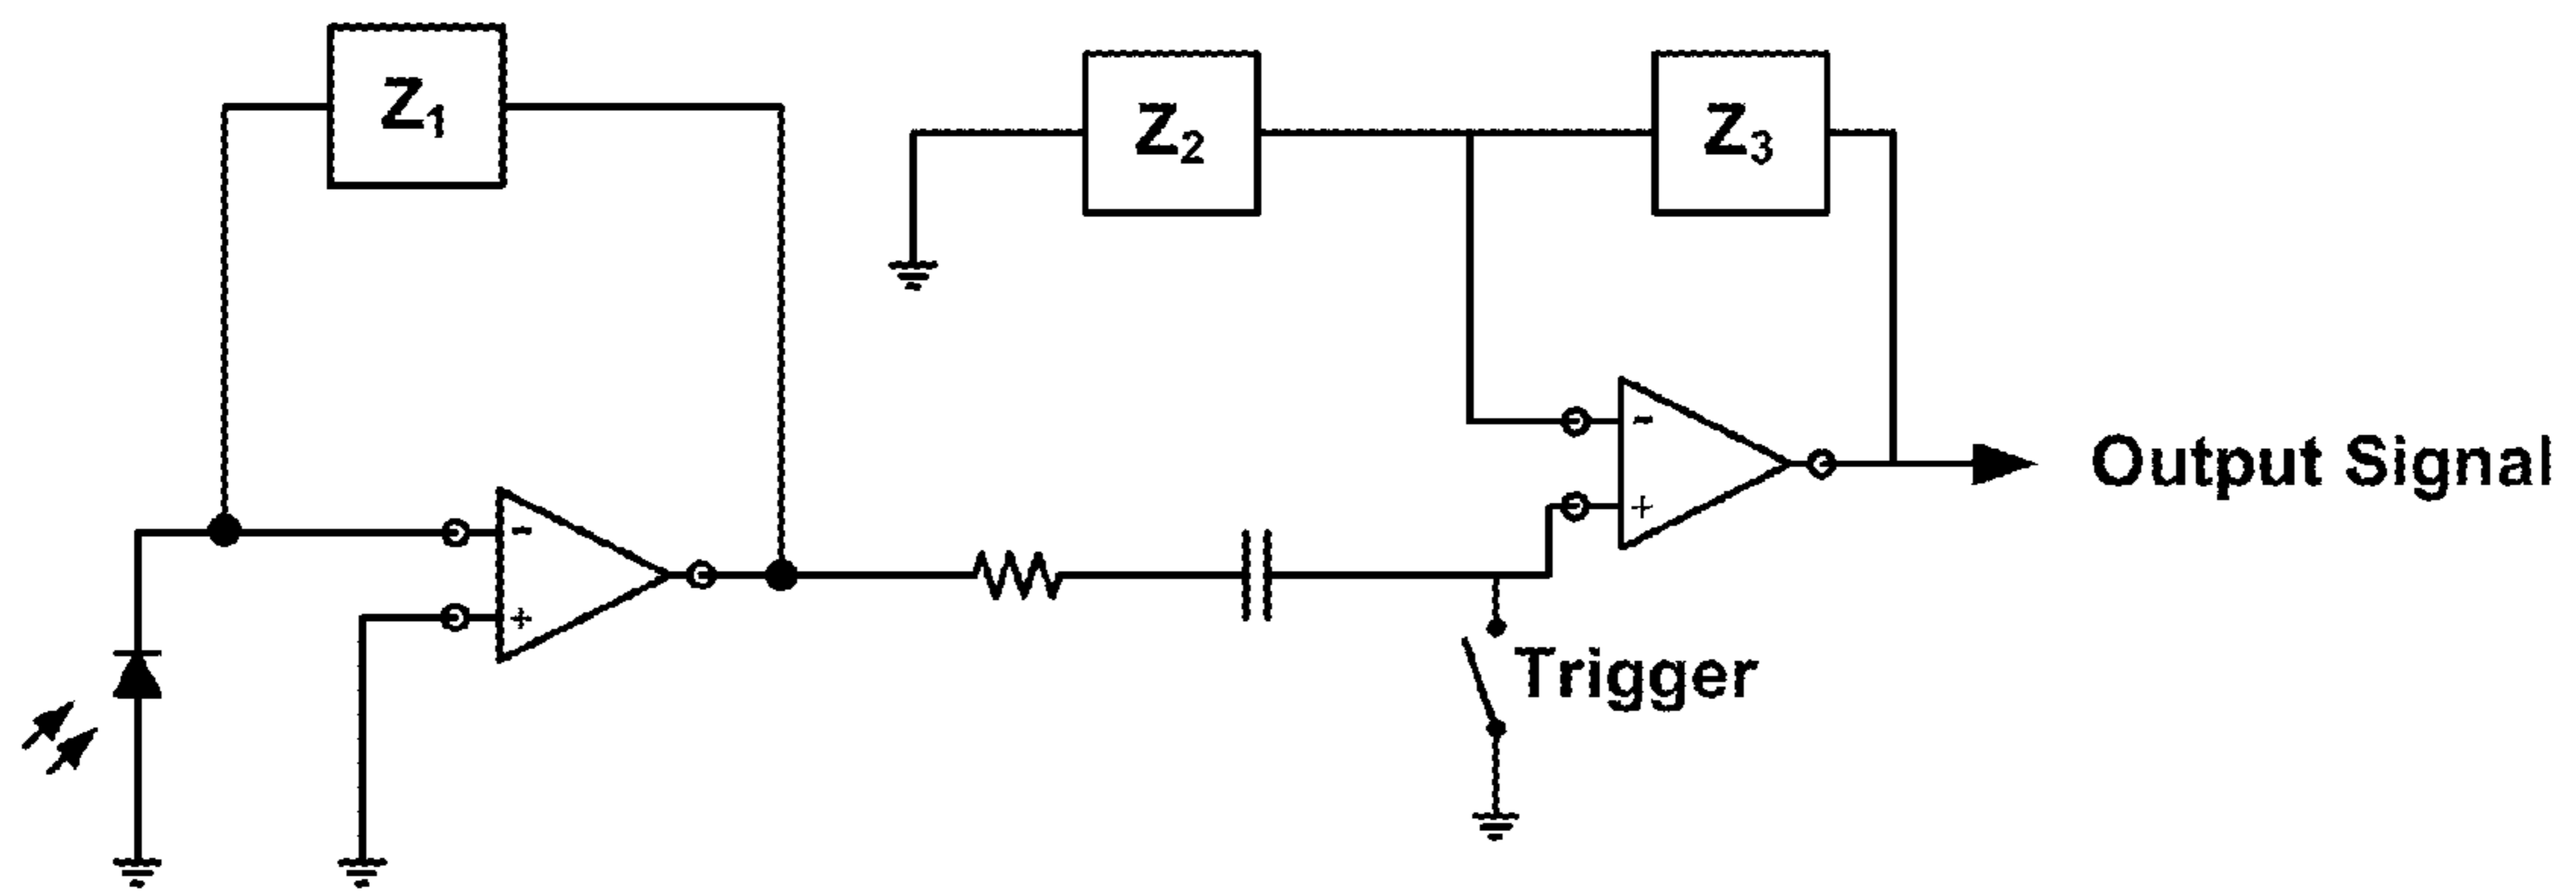 Z₁
Z₂
Z₃
-
+
-
+
Output Signal
Trigger